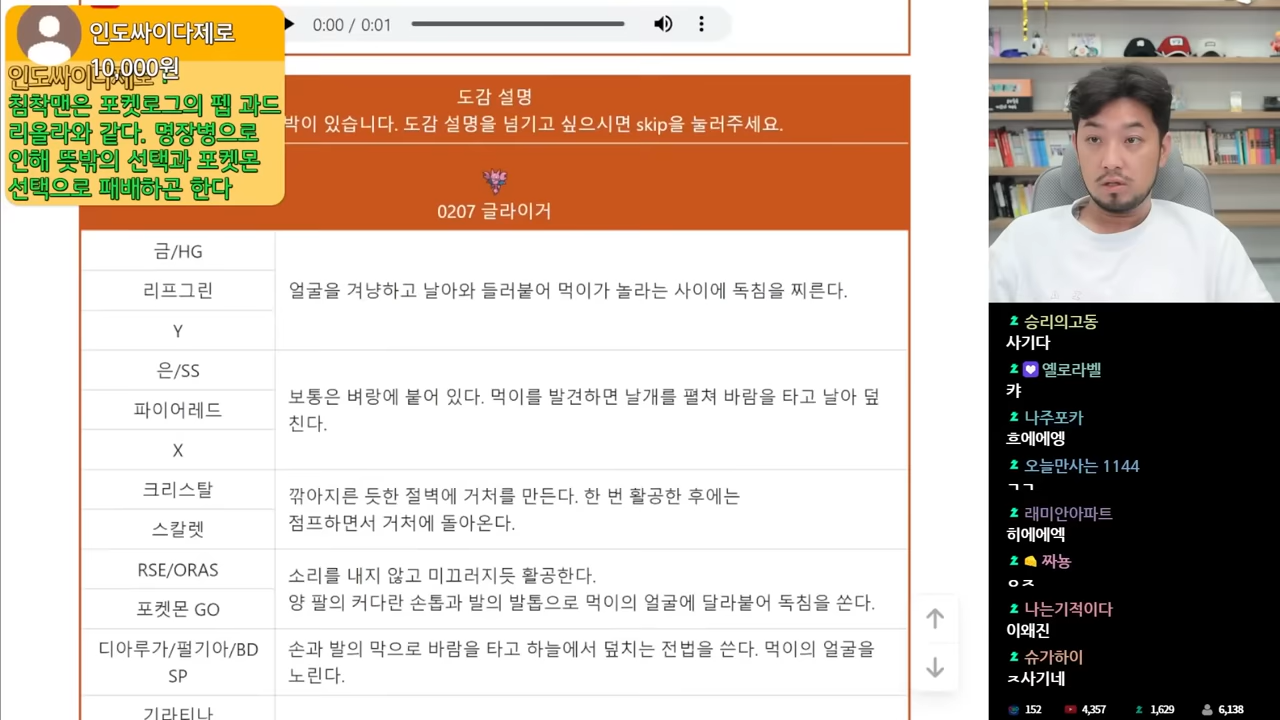 인도싸이다제로
10,000원
인도싸이다제로 :
침착맨은 포켓로그의 펩 과드
리올라와 같다. 명장병으로
인해 뜻밖의 선택과 포켓몬
선택으로 패배하곤 한다
0:00 / 0:01
도감 설명
박이 있습니다. 도감 설명을 넘기고 싶으시면 skip을 눌러주세요.
0207 글라이거
금/HG
리프그린
Y
얼굴을 겨냥하고 날아와 들러붙어 먹이가 놀라는 사이에 독침을 찌른다.
은/SS
파이어레드
X
보통은 벼랑에 붙어 있다. 먹이를 발견하면 날개를 펼쳐 바람을 타고 날아 덮
친다.
크리스탈
스칼렛
깎아지른 듯한 절벽에 거처를 만든다. 한 번 활공한 후에는
점프하면서 거처에 돌아온다.
RSE/ORAS
포켓몬 GO
소리를 내지 않고 미끄러지듯 활공한다.
양 팔의 커다란 손톱과 발의 발톱으로 먹이의 얼굴에 달라붙어 독침을 쏜다.
디아루가/펄기아/BD
SP
손과 발의 막으로 바람을 타고 하늘에서 덮치는 전법을 쓴다. 먹이의 얼굴을
노린다.
기라티나
승리의고동
사기다
옐로라벨
캬
나주포카
흐에에엥
오늘만사는 1144
ㄱㄱ
래미안아파트
히에에엑
짜뇽
ㅇㅈ
나는기적이다
이왜진
슈가하이
ㅈ사기네
152 4,357 1,629 6,138